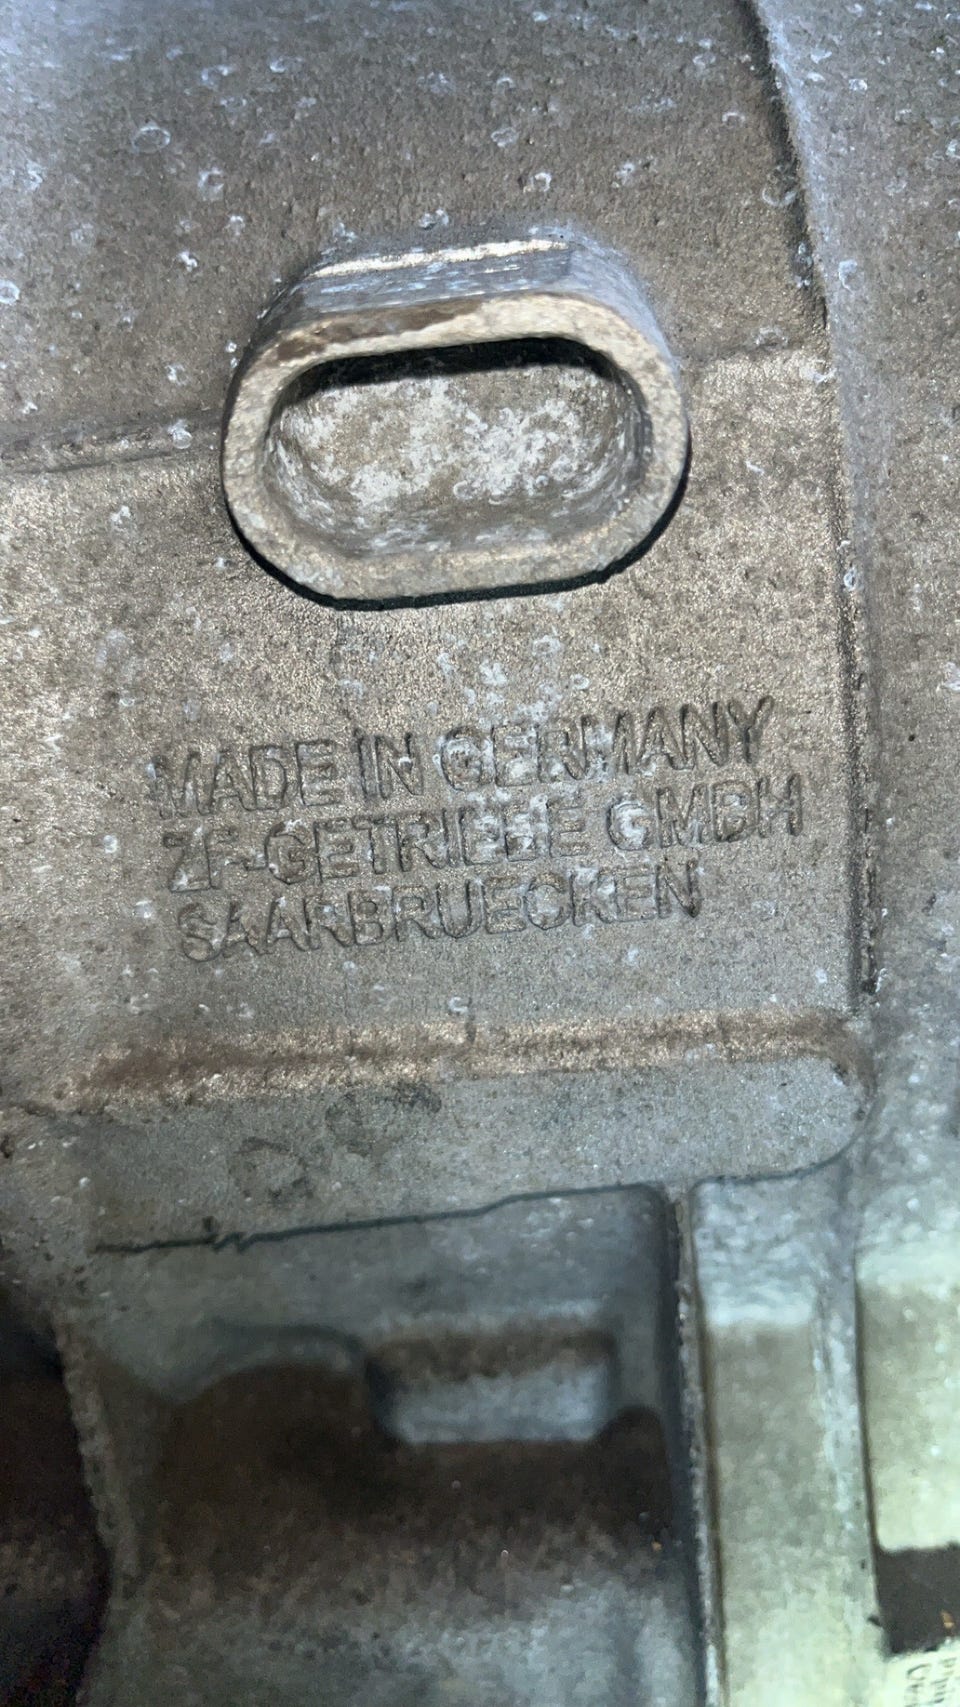 MADE IN GERMANY
ZF-GETRIEBE GMBH
SAARBRUECKEN